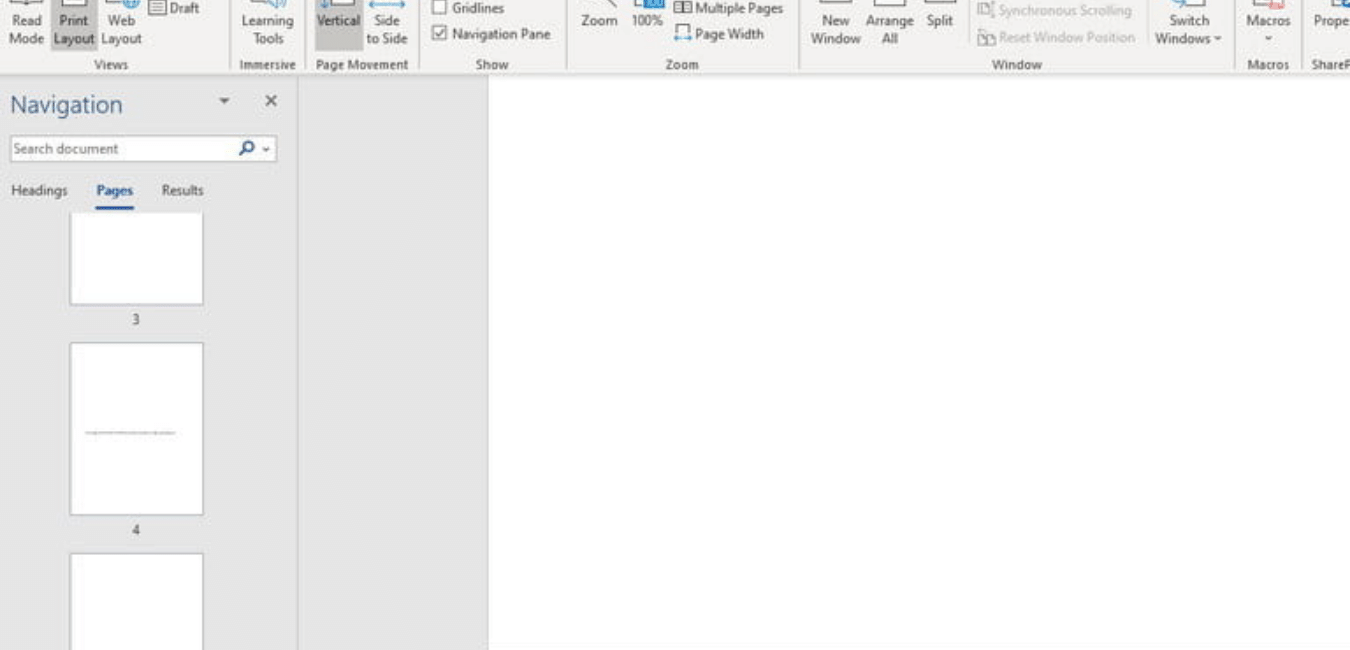 Read Mode
Print Layout
Web Layout
Draft
Views
Learning Tools
Immersive
Vertical
Side to Side
Page Movement
Gridlines
Navigation Pane
Show
Zoom
100%
Multiple Pages
Page Width
Zoom
New Window
Arrange All
Split
Synchronous Scrolling
Reset Window Position
Switch Windows
Window
Macros
Macros
Prope
ShareP
Navigation
Search document
Headings Pages Results
3
4